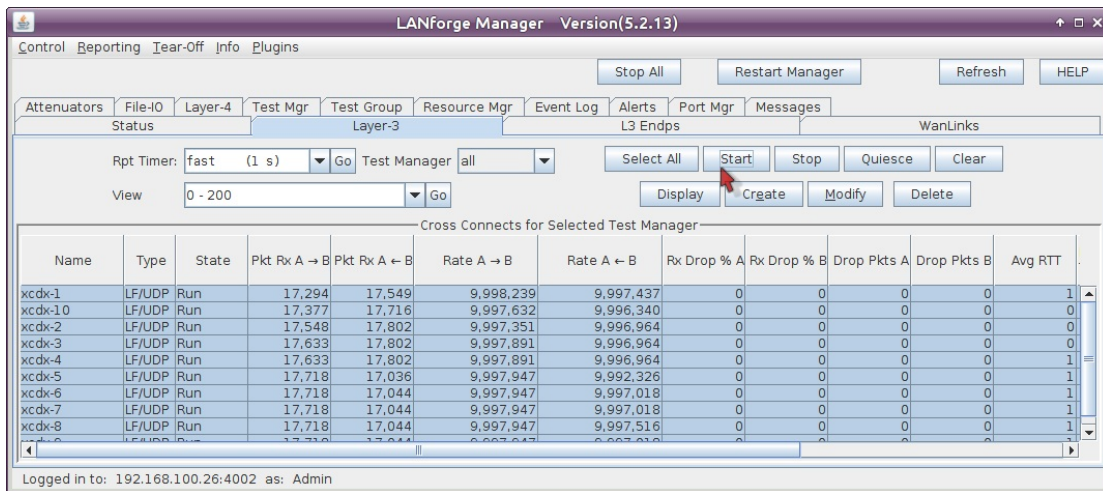 LANforge Manager Version(5.2.13)
Control Reporting Tear-Off Info Plugins
Stop All Restart Manager Refresh HELP
Attenuators File-IO Layer-4 Test Mgr Test Group Resource Mgr Event Log Alerts Port Mgr Messages
Status Layer-3 L3 Endps WanLinks
Rpt Timer: fast (1 s) Go Test Manager all Select All Start Stop Quiesce Clear
View 0 - 200 Go Display Create Modify Delete
Cross Connects for Selected Test Manager
Name Type State Pkt Rx A → B Pkt Rx A ← B Rate A → B Rate A ← B Rx Drop % A Rx Drop % B Drop Pkts A Drop Pkts B Avg RTT
xcdx-1 LF/UDP Run 17,294 17,549 9,998,239 9,997,437 0 0 0 0 1
xcdx-10 LF/UDP Run 17,377 17,716 9,997,632 9,996,340 0 0 0 0 0
xcdx-2 LF/UDP Run 17,548 17,802 9,997,351 9,996,964 0 0 0 0 0
xcdx-3 LF/UDP Run 17,633 17,802 9,997,891 9,996,964 0 0 0 0 0
xcdx-4 LF/UDP Run 17,633 17,802 9,997,891 9,996,964 0 0 0 0 1
xcdx-5 LF/UDP Run 17,718 17,036 9,997,947 9,992,326 0 0 0 0 1
xcdx-6 LF/UDP Run 17,718 17,044 9,997,947 9,997,018 0 0 0 0 1
xcdx-7 LF/UDP Run 17,718 17,044 9,997,947 9,997,018 0 0 0 0 1
xcdx-8 LF/UDP Run 17,718 17,044 9,997,947 9,997,516 0 0 0 0 1
Logged in to: 192.168.100.26:4002 as: Admin